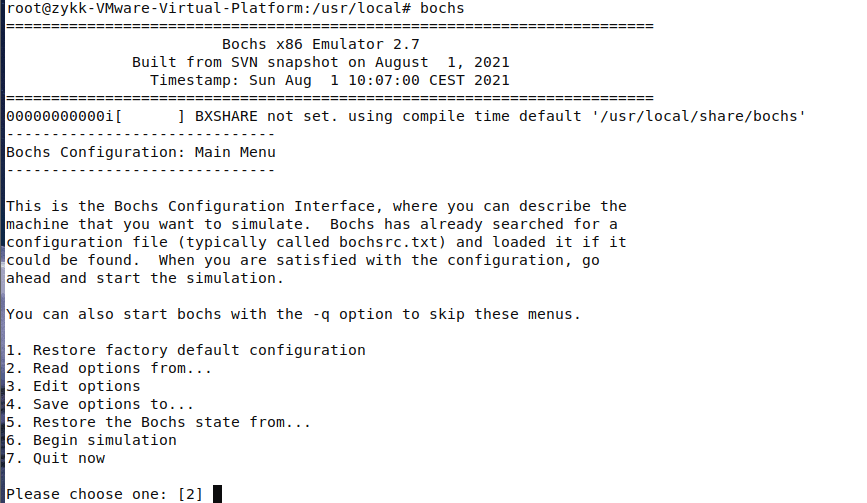 root@zykk-VMware-Virtual-Platform:/usr/local# bochs
========================================================================
                        Bochs x86 Emulator 2.7
              Built from SVN snapshot on August  1, 2021
                Timestamp: Sun Aug  1 10:07:00 CEST 2021
========================================================================
00000000000i[      ] BXSHARE not set. using compile time default '/usr/local/share/bochs'
------------------------------
Bochs Configuration: Main Menu
------------------------------

This is the Bochs Configuration Interface, where you can describe the
machine that you want to simulate.  Bochs has already searched for a
configuration file (typically called bochsrc.txt) and loaded it if it
could be found.  When you are satisfied with the configuration, go
ahead and start the simulation.

You can also start bochs with the -q option to skip these menus.

1. Restore factory default configuration
2. Read options from...
3. Edit options
4. Save options to...
5. Restore the Bochs state from...
6. Begin simulation
7. Quit now

Please choose one: [2]